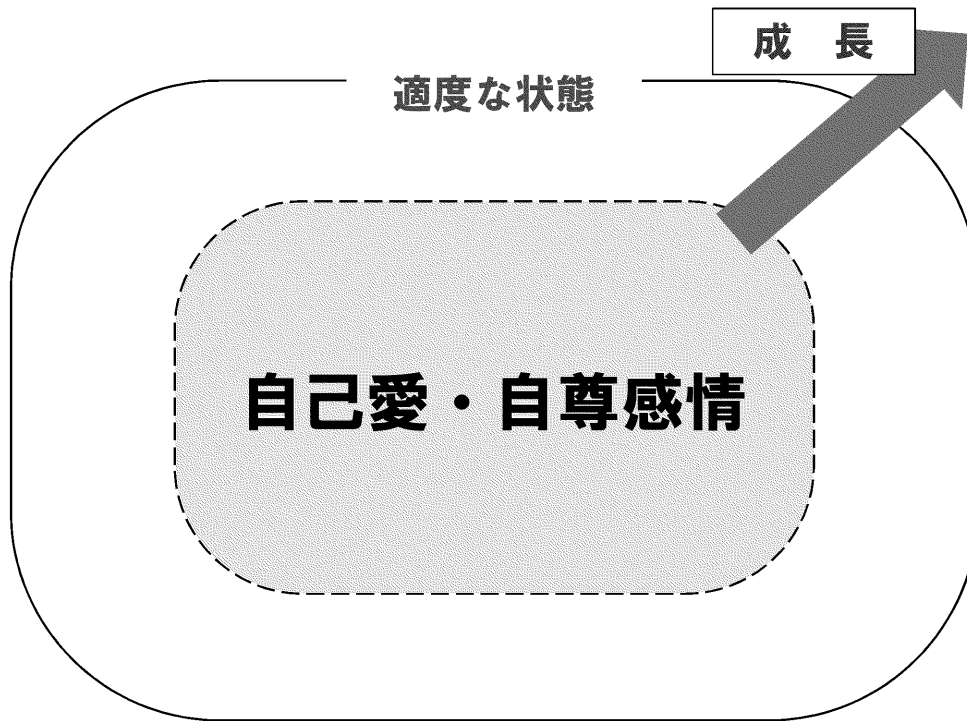 成　長
適度な状態
自己愛・自尊感情